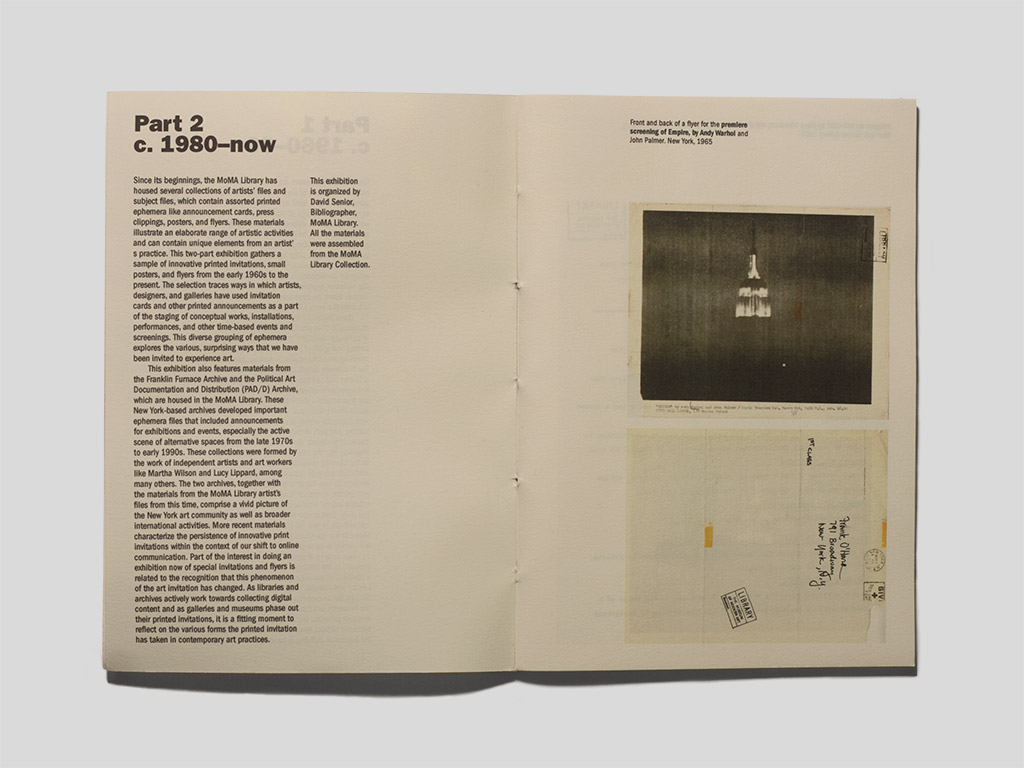 Part 2
c. 1980–now
Since its beginnings, the MoMA Library has
housed several collections of artists' files and
subject files, which contain assorted printed
ephemera like announcement cards, press
clippings, posters, and flyers. These materials
illustrate an elaborate range of artistic activities
and can contain unique elements from an artist'
s practice. This two-part exhibition gathers a
sample of innovative printed invitations, small
posters, and flyers from the early 1960s to the
present. The selection traces ways in which artists,
designers, and galleries have used invitation
cards and other printed announcements as a part
of the staging of conceptual works, installations,
performances, and other time-based events and
screenings. This diverse grouping of ephemera
explores the various, surprising ways that we have
been invited to experience art.
This exhibition also features materials from
the Franklin Furnace Archive and the Political Art
Documentation and Distribution (PAD/D) Archive,
which are housed in the MoMA Library. These
New York-based archives developed important
ephemera files that included announcements
for exhibitions and events, especially the active
scene of alternative spaces from the late 1970s
to early 1990s. These collections were formed by
the work of independent artists and art workers
like Martha Wilson and Lucy Lippard, among
many others. The two archives, together with
the materials from the MoMA Library artist's
files from this time, comprise a vivid picture of
the New York art community as well as broader
international activities. More recent materials
characterize the persistence of innovative print
invitations within the context of our shift to online
communication. Part of the interest in doing an
exhibition now of special invitations and flyers is
related to the recognition that this phenomenon
of the art invitation has changed. As libraries and
archives actively work towards collecting digital
content and as galleries and museums phase out
their printed invitations, it is a fitting moment to
reflect on the various forms the printed invitation
has taken in contemporary art practices.
This exhibition
is organized by
David Senior,
Bibliographer,
MoMA Library.
All the materials
were assembled
from the MoMA
Library Collection.
Front and back of a flyer for the premiere
screening of Empire, by Andy Warhol and
John Palmer. New York, 1965
1ST CLASS
Frank O'Hara
791 Broadway
New York, N.Y.
LIBRARY